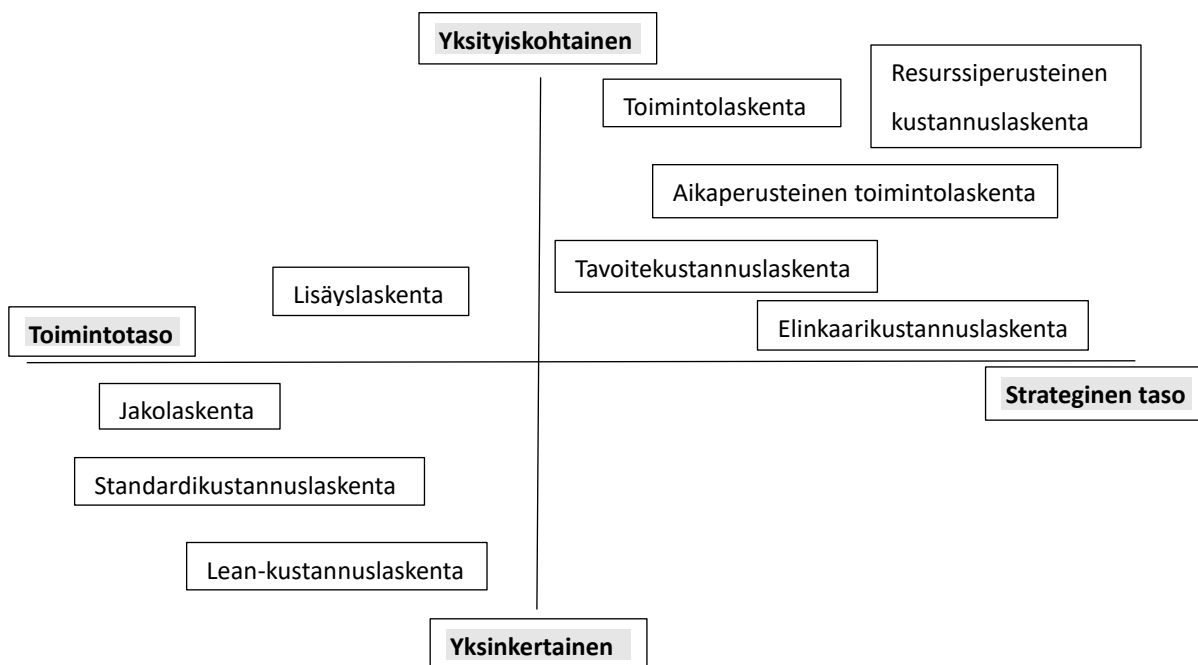 Yksityiskohtainen
Resurssiperusteinen
kustannuslaskenta
Toimintolaskenta
Aikaperusteinen toimintolaskenta
Tavoitekustannuslaskenta
Lisäyslaskenta
Toimintotaso
Elinkaarikustannuslaskenta
Strateginen taso
Jakolaskenta
Standardikustannuslaskenta
Lean-kustannuslaskenta
Yksinkertainen